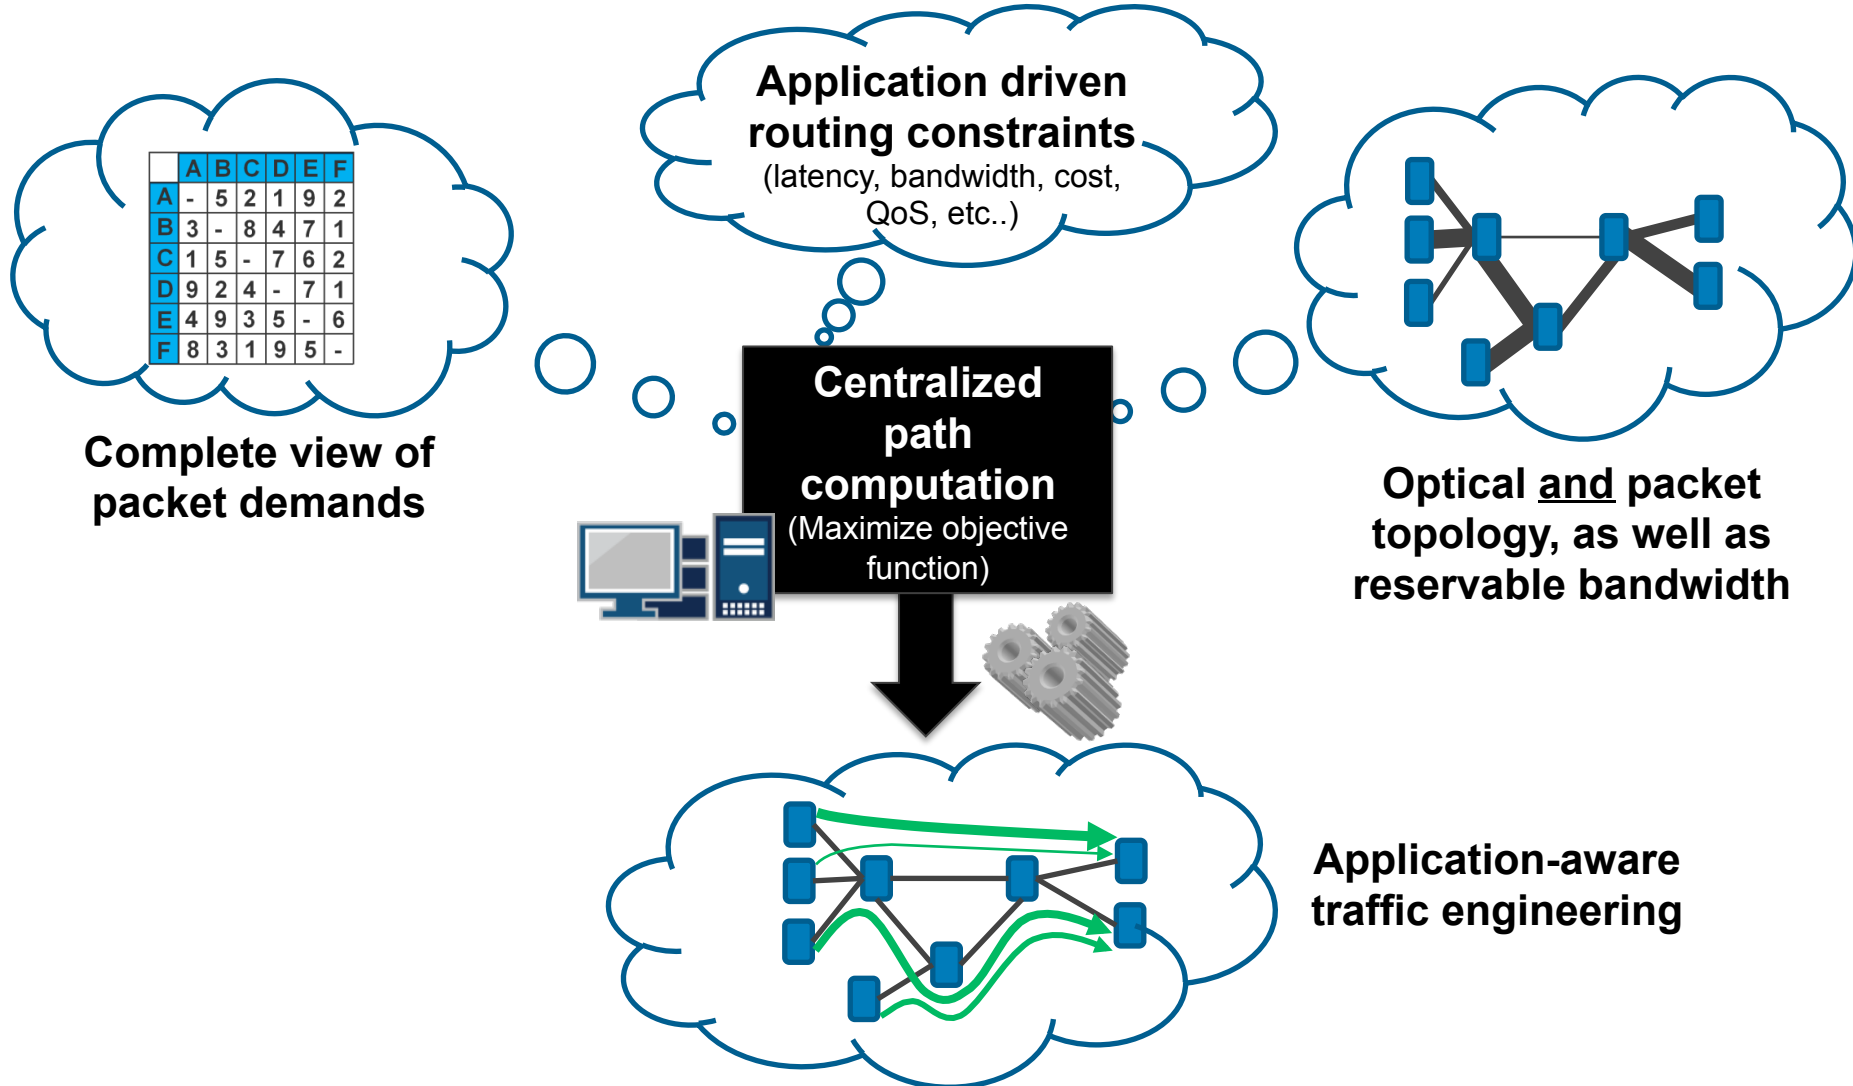 Application driven
routing constraints
(latency, bandwidth, cost,
QoS, etc..)
A B C D E F
A - 5 2 1 9 2
B 3 - 8 4 7 1
C 1 5 - 7 6 2
D 9 2 4 - 7 1
E 4 9 3 5 - 6
F 8 3 1 9 5 -
Complete view of
packet demands
Centralized
path
computation
(Maximize objective
function)
Optical and packet
topology, as well as
reservable bandwidth
Application-aware
traffic engineering